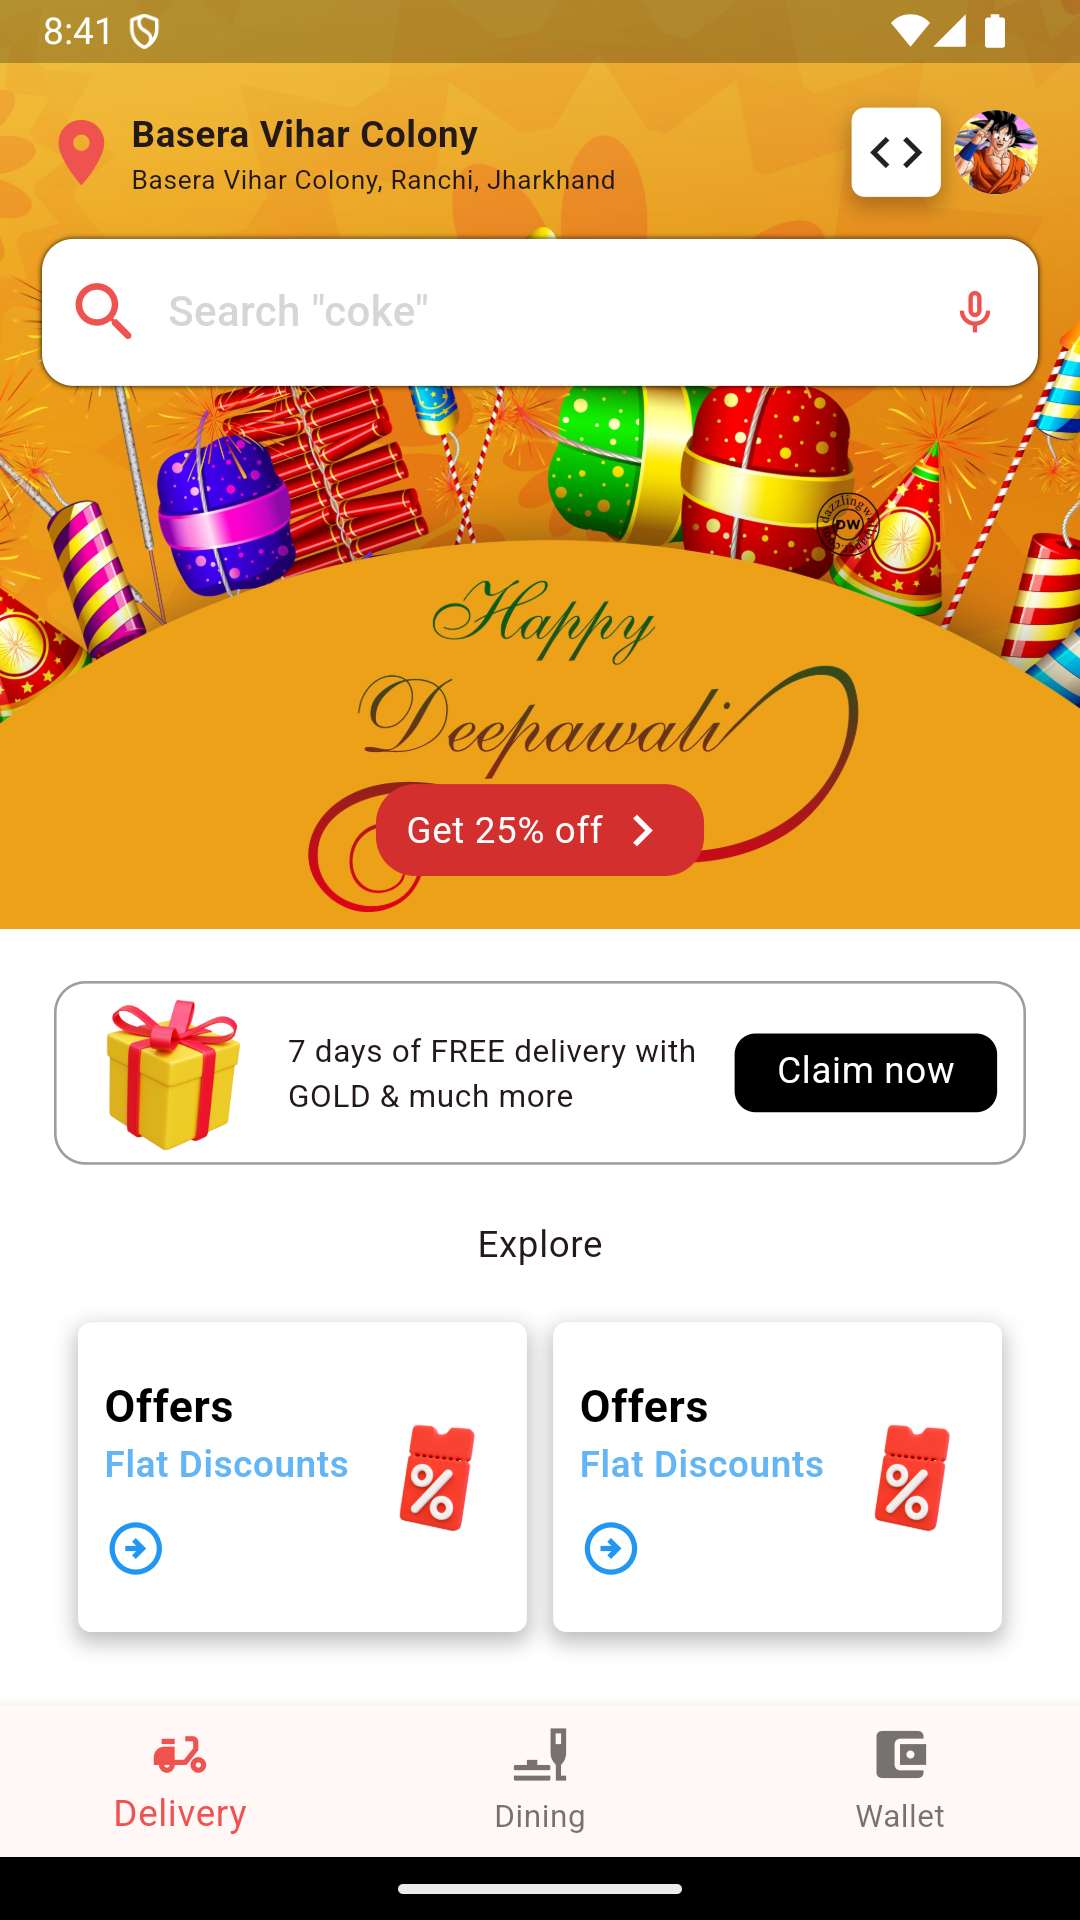 8:41
Basera Vihar Colony
Basera Vihar Colony, Ranchi, Jharkhand
Search "coke"
DW
Happy
Deepawali
Get 25% off
7 days of FREE delivery with
GOLD & much more
Claim now
Explore
Offers
Flat Discounts
Offers
Flat Discounts
Delivery
Dining
Wallet